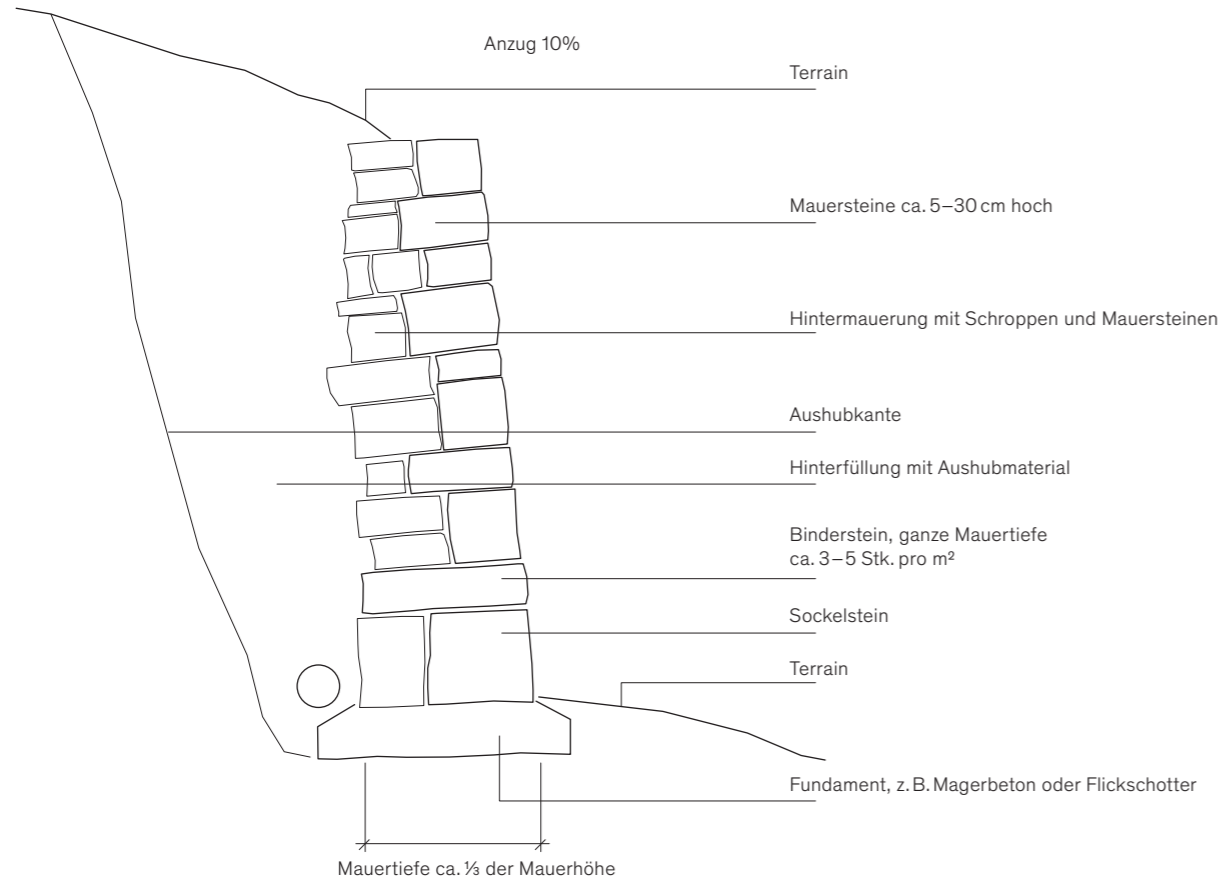 Anzug 10%
Terrain
Mauersteine ca. 5–30 cm hoch
Hintermauerung mit Schroppen und Mauersteinen
Aushubkante
Hinterfüllung mit Aushubmaterial
Binderstein, ganze Mauertiefe
ca. 3–5 Stk. pro m²
Sockelstein
Terrain
Fundament, z. B. Magerbeton oder Flickschotter
Mauertiefe ca. ⅓ der Mauerhöhe